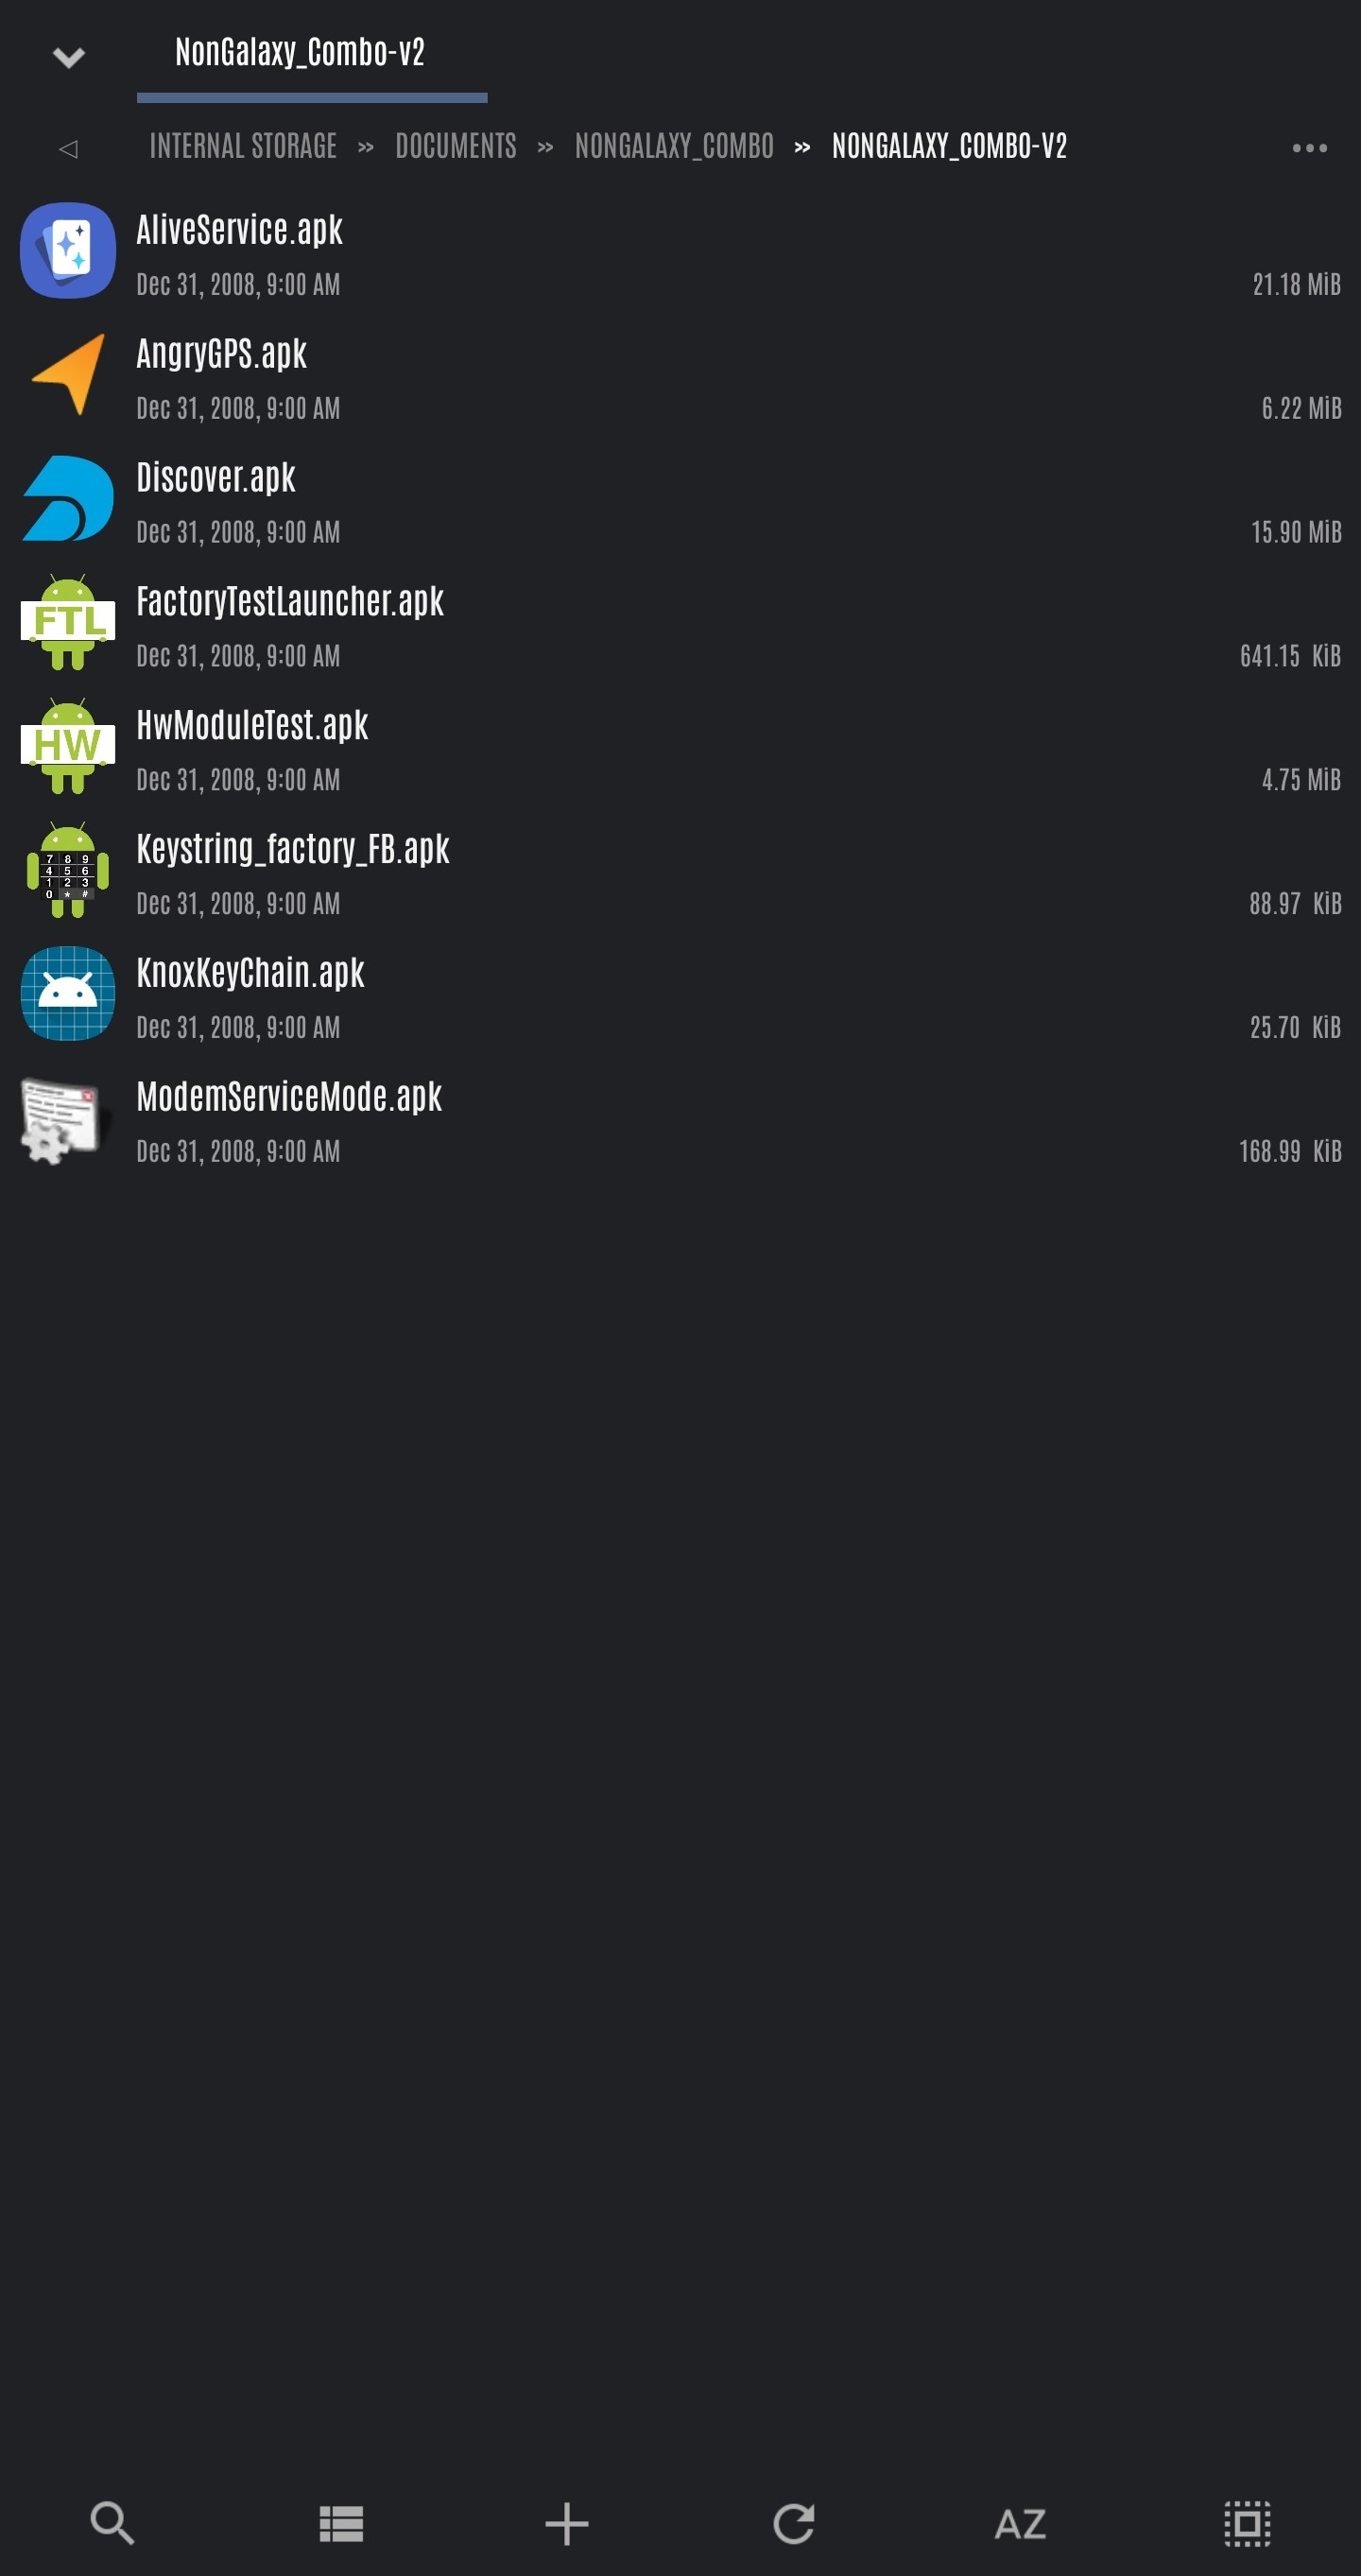 NonGalaxy_Combo-v2
INTERNAL STORAGE » DOCUMENTS » NONGALAXY_COMBO » NONGALAXY_COMBO-V2
AliveService.apk
Dec 31, 2008, 9:00 AM 21.18 MiB
AngryGPS.apk
Dec 31, 2008, 9:00 AM 6.22 MiB
Discover.apk
Dec 31, 2008, 9:00 AM 15.90 MiB
FTL
FactoryTestLauncher.apk
Dec 31, 2008, 9:00 AM 641.15 KiB
HW
HwModuleTest.apk
Dec 31, 2008, 9:00 AM 4.75 MiB
Keystring_factory_FB.apk
7 8 9
4 5 6
1 2 3
0 * #
Dec 31, 2008, 9:00 AM 88.97 KiB
KnoxKeyChain.apk
Dec 31, 2008, 9:00 AM 25.70 KiB
ModemServiceMode.apk
Dec 31, 2008, 9:00 AM 168.99 KiB
AZ